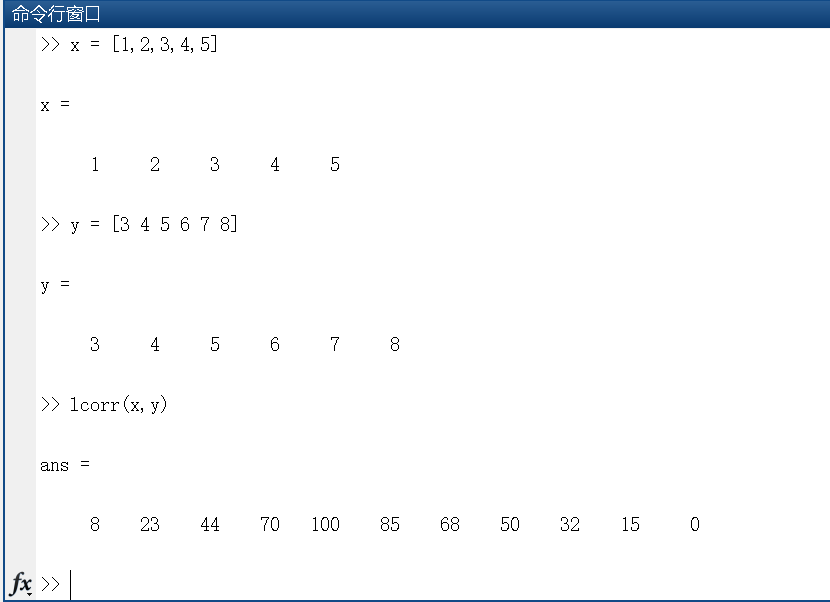 命令行窗口
>> x = [1,2,3,4,5]
x =
1 2 3 4 5
>> y = [3 4 5 6 7 8]
y =
3 4 5 6 7 8
>> lcorr(x,y)
ans =
8 23 44 70 100 85 68 50 32 15 0
fx >>